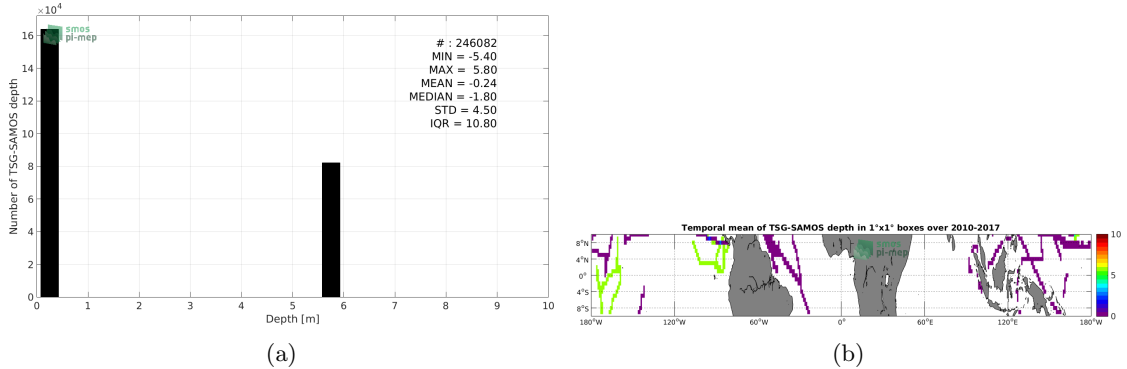 ×10⁴
smos
pi-mep
# : 246082
MIN = -5.40
MAX = 5.80
MEAN = -0.24
MEDIAN = -1.80
STD = 4.50
IQR = 10.80
16
14
12
10
8
6
4
2
0
Number of TSG-SAMOS depth
0 1 2 3 4 5 6 7 8 9 10
Depth [m]
(a)
Temporal mean of TSG-SAMOS depth in 1°x1° boxes over 2010-2017
smos
pi-mep
8°N
4°N
0°
4°S
8°S
180°W 120°W 60°W 0° 60°E 120°E 180°W
10
5
0
(b)